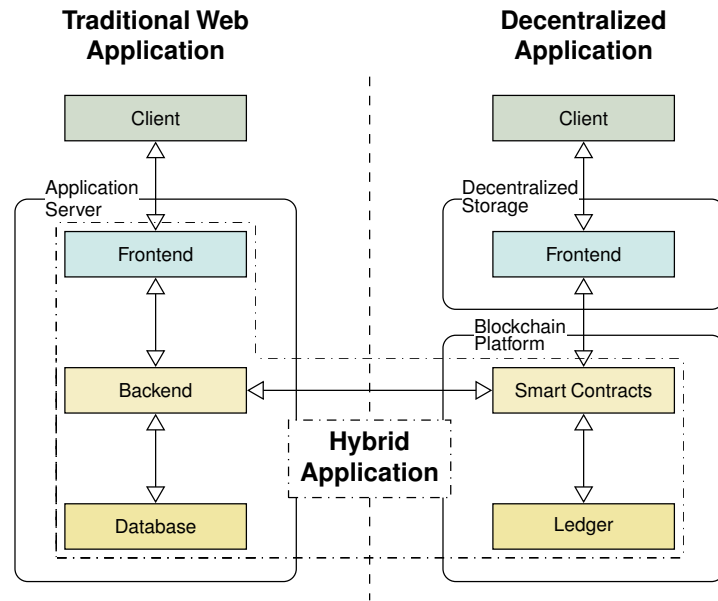 Traditional Web
Application
Client
Application
Server
Frontend
Backend
Database
Hybrid
Application
Decentralized
Application
Client
Decentralized
Storage
Frontend
Blockchain
Platform
Smart Contracts
Ledger